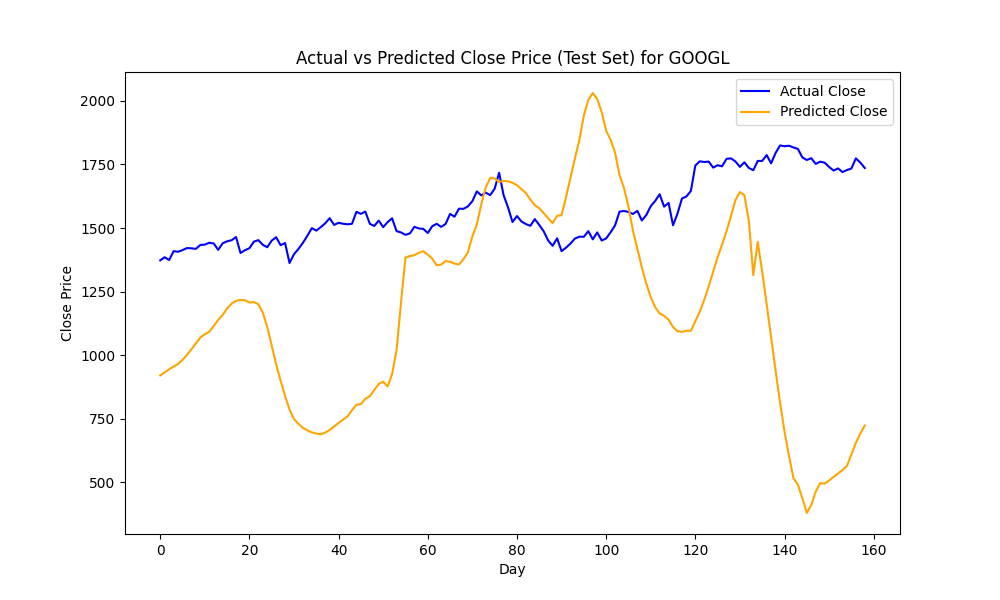 Actual vs Predicted Close Price (Test Set) for GOOGL
Actual Close
Predicted Close
Close Price
2000
1750
1500
1250
1000
750
500
0 20 40 60 80 100 120 140 160
Day